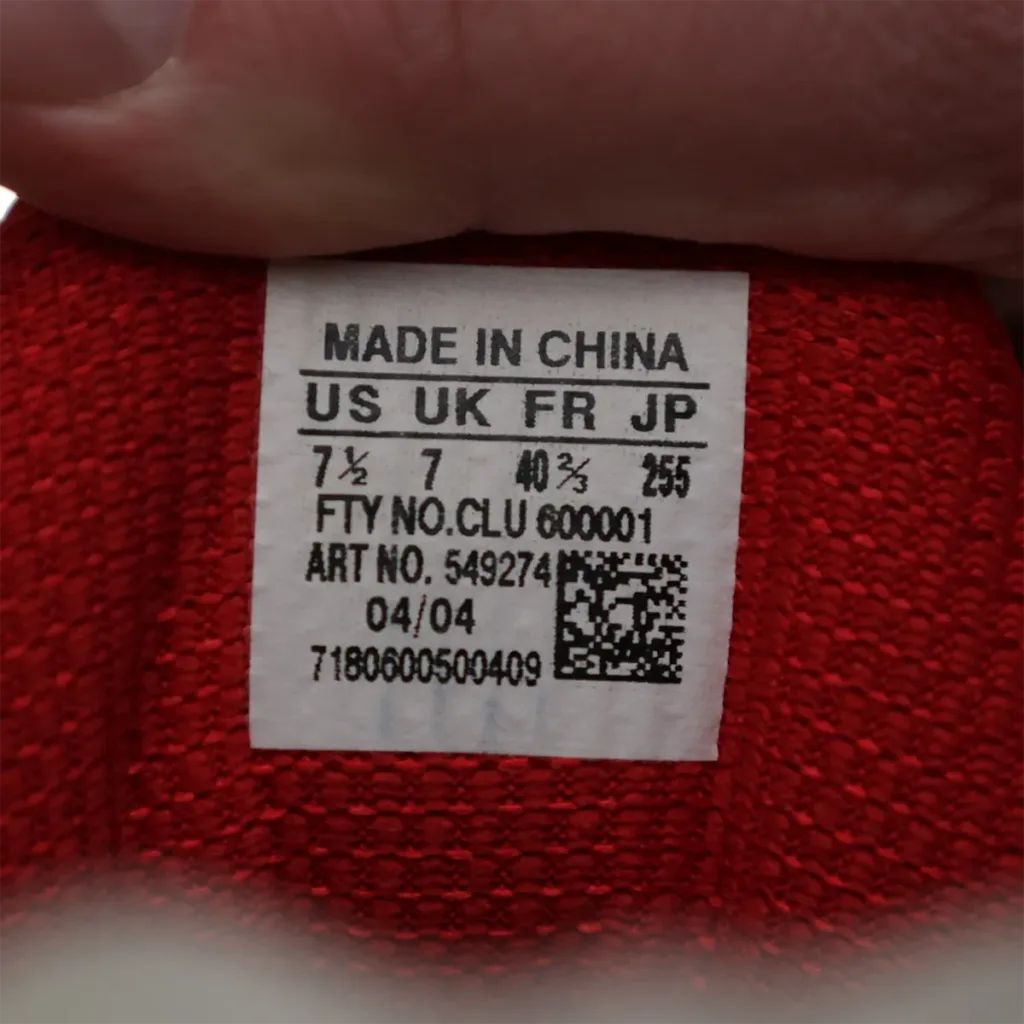 MADE IN CHINA
US UK FR JP
7½ 7 40⅔ 255
FTY NO.CLU 600001
ART NO. 549274
04/04
7180600500409